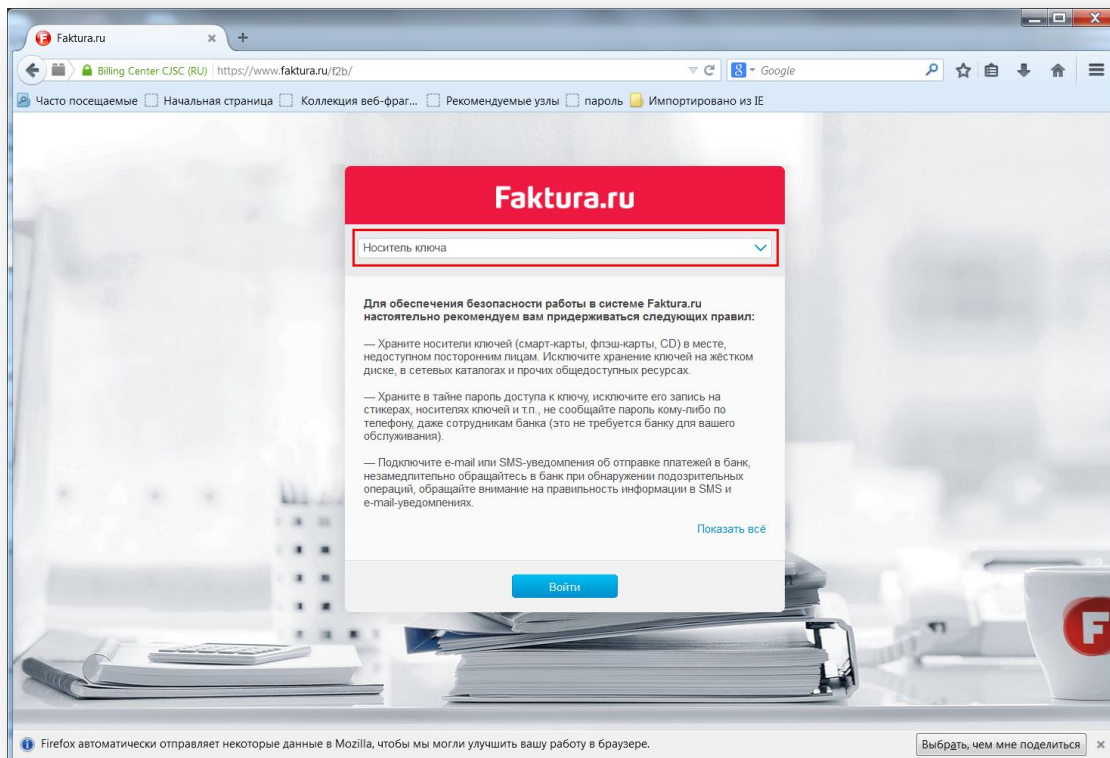 Faktura.ru
Billing Center CJSC (RU) https://www.faktura.ru/f2b/ Google
Часто посещаемые Начальная страница Коллекция веб-фраг... Рекомендуемые узлы пароль Импортировано из IE
Faktura.ru
Носитель ключа
Для обеспечения безопасности работы в системе Faktura.ru
настоятельно рекомендуем вам придерживаться следующих правил:
— Храните носители ключей (смарт-карты, флэш-карты, CD) в месте,
недоступном посторонним лицам. Исключите хранение ключей на жёстком
диске, в сетевых каталогах и прочих общедоступных ресурсах.
— Храните в тайне пароль доступа к ключу, исключите его запись на
стикерах, носителях ключей и т.п., не сообщайте пароль кому-либо по
телефону, даже сотрудникам банка (это не требуется банку для вашего
обслуживания).
— Подключите e-mail или SMS-уведомления об отправке платежей в банк,
незамедлительно обращайтесь в банк при обнаружении подозрительных
операций, обращайте внимание на правильность информации в SMS и
e-mail-уведомлениях.
Показать всё
Войти
F
Firefox автоматически отправляет некоторые данные в Mozilla, чтобы мы могли улучшить вашу работу в браузере. Выбрать, чем мне поделиться